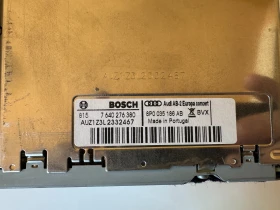 BOSCH
Audi AB-2 Europa concert
815 7 640 276 380
8P0 035 186 AB
BVX
AUZ1Z3L2332467
Made in Portugal